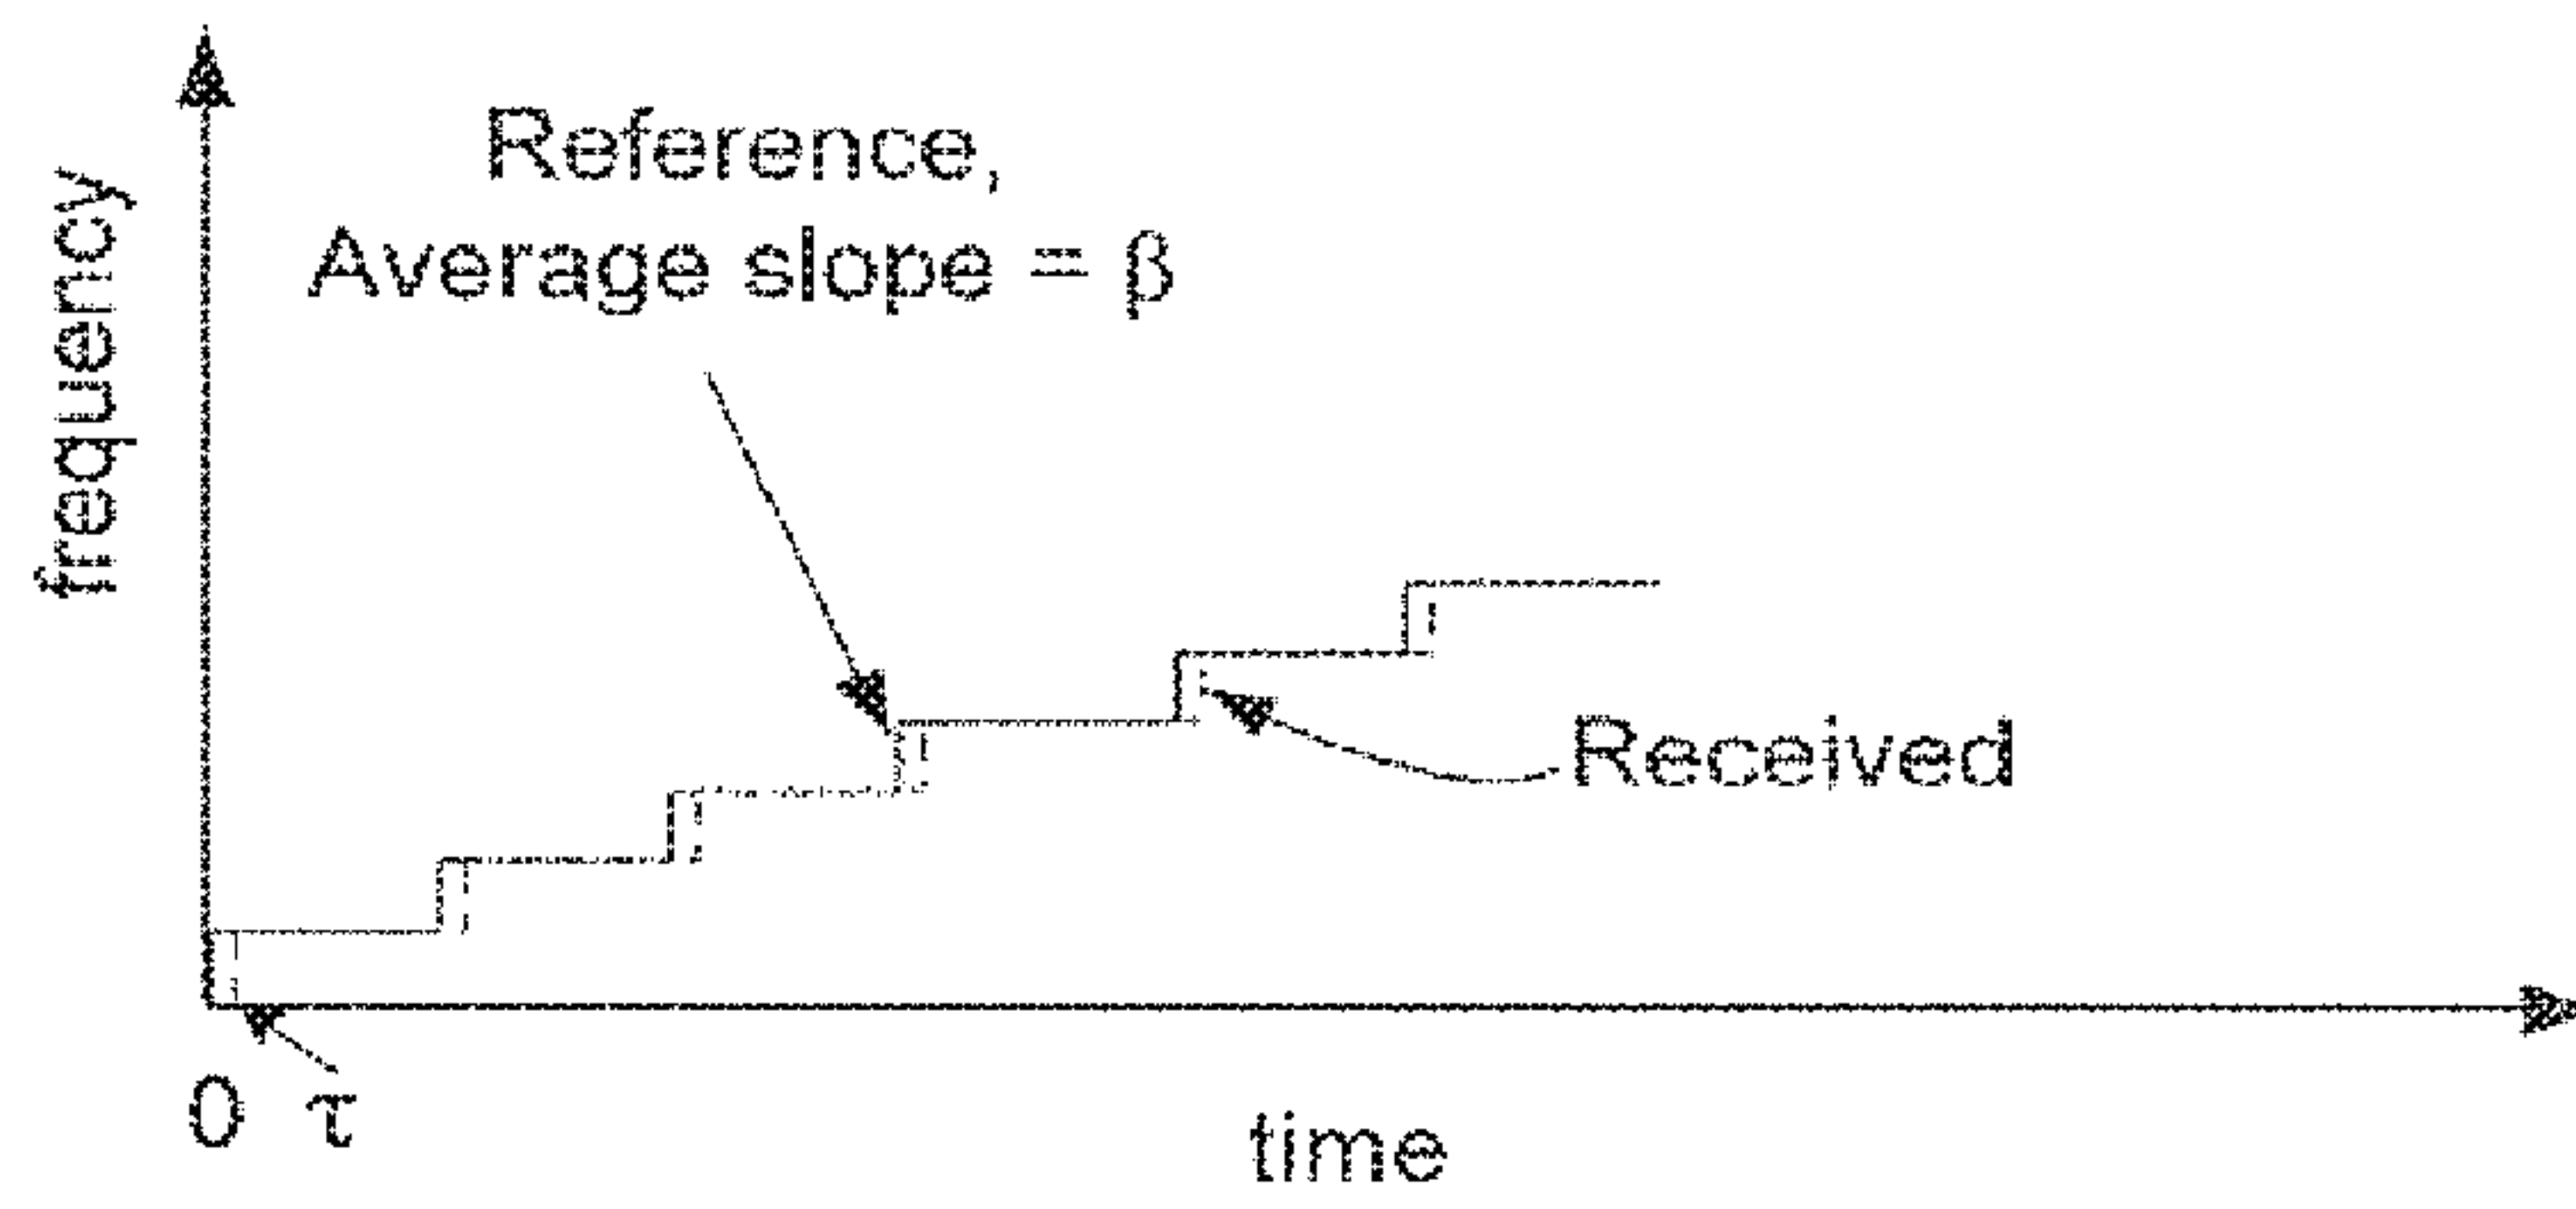 frequency
Reference,
Average slope = β
Received
0 τ
time